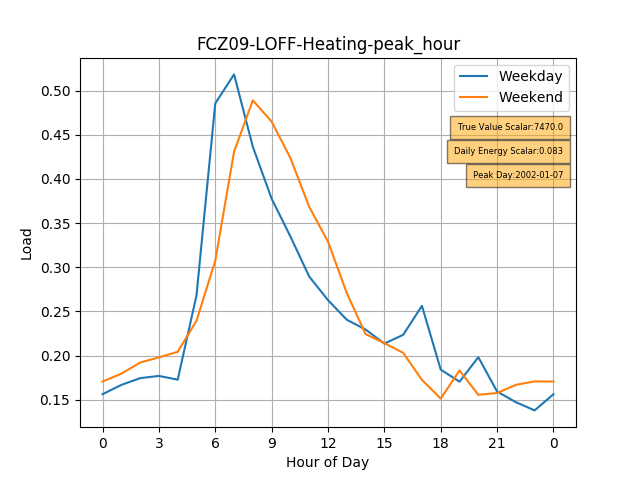 FCZ09-LOFF-Heating-peak_hour
Weekday
Weekend
True Value Scalar:7470.0
Daily Energy Scalar:0.083
Peak Day:2002-01-07
Load
0.50
0.45
0.40
0.35
0.30
0.25
0.20
0.15
0 3 6 9 12 15 18 21 0
Hour of Day